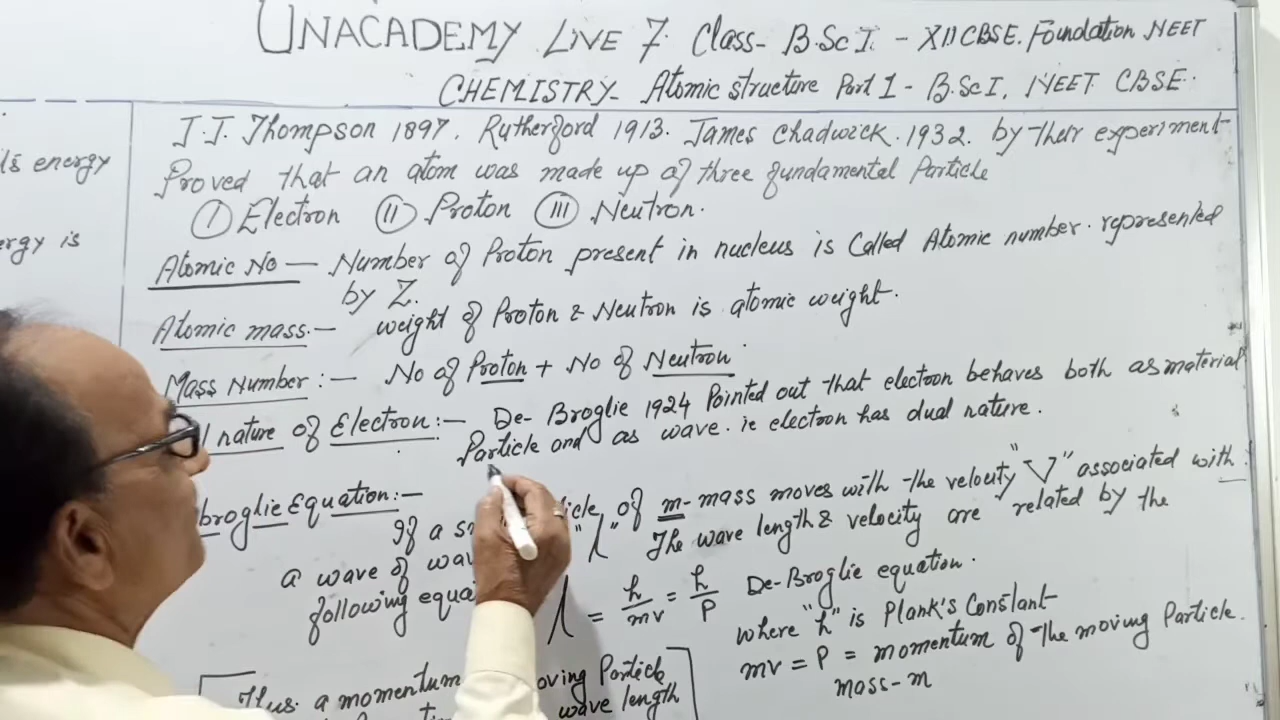 UNACADEMY LIVE 7 Class- B.Sc I. - XII CBSE. Foundation NEET
CHEMISTRY- Atomic structure Part 1 - B.Sc I, NEET CBSE.
energy
is
J.J. Thompson 1897. Rutherford 1913. James Chadwick. 1932. by their experiment
Proved that an atom was made up of three fundamental Particle
(I) Electron (II) Proton (III) Neutron.
Atomic No — Number of Proton present in nucleus is Called Atomic number. represented
by Z.
Atomic mass.— weight of Proton & Neutron is atomic weight.
Mass Number :— No of Proton + No of Neutron.
nature of Electron:— De-Broglie 1924 Pointed out that electron behaves both as material
Particle and as wave. ie electron has dual nature.
broglie Equation:—
If a of m-mass moves with the velocity "V" associated with
a wave of "λ" The wave length & velocity are related by the
following
λ = h/mv = h/P De-Broglie equation.
where "h" is Plank's Constant
mv = P = momentum of the moving Particle.
mass-m
Thus a momentum Particle
wave length